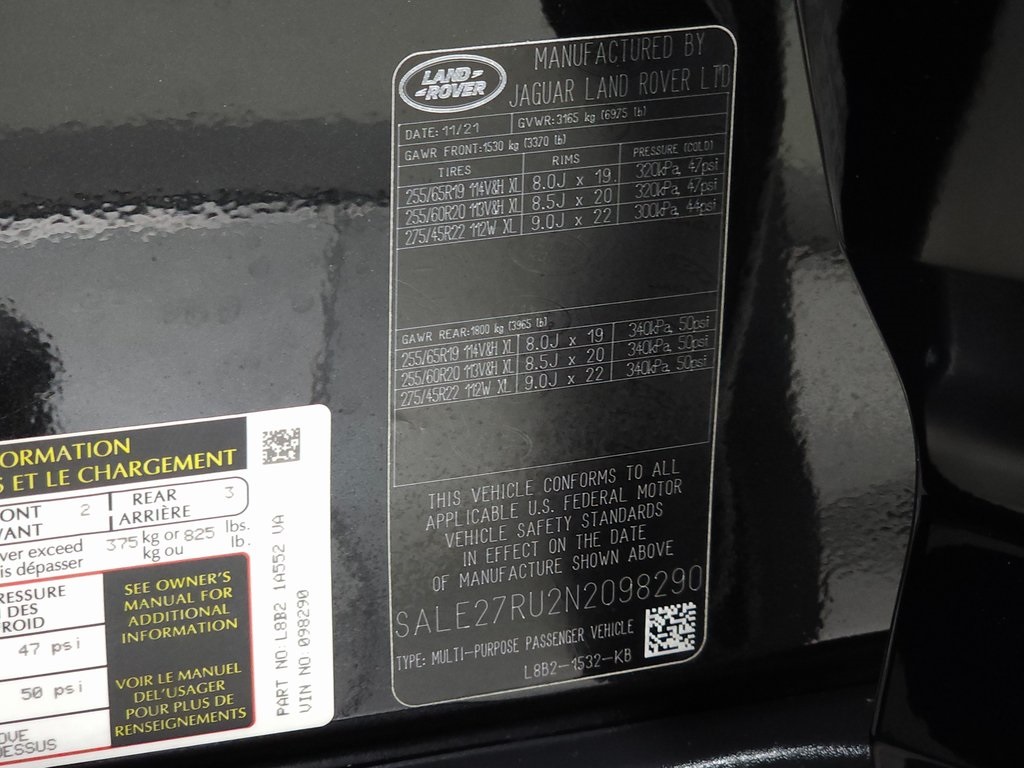 LAND-
-ROVER
MANUFACTURED BY
JAGUAR LAND ROVER LTD
DATE: 11/21 GVWR:3165 kg (6975 lb)
GAWR FRONT:1530 kg (3370 lb)
TIRES RIMS PRESSURE (COLD)
255/65R19 114V&H XL 8.0J x 19. 320kPa, 47psi
255/60R20 113V&H XL 8.5J x 20 320kPa, 47psi
275/45R22 112W XL 9.0J x 22 300kPa, 44psi
GAWR REAR:1800 kg (3965 lb)
255/65R19 114V&H XL 8.0J x 19 340kPa, 50psi
255/60R20 113V&H XL 8.5J x 20 340kPa, 50psi
275/45R22 112W XL 9.0J x 22 340kPa, 50psi
THIS VEHICLE CONFORMS TO ALL
APPLICABLE U.S. FEDERAL MOTOR
VEHICLE SAFETY STANDARDS
IN EFFECT ON THE DATE
OF MANUFACTURE SHOWN ABOVE
SALE27RU2N2098290
TYPE: MULTI-PURPOSE PASSENGER VEHICLE
L8B2-1532-KB
ORMATION
S ET LE CHARGEMENT
ONT 2 REAR 3
VANT ARRIÈRE
ver exceed 375 kg or 825 lbs.
is dépasser kg ou lb.
RESSURE
DES
ROID
47 psi
50 psi
OVE
DESSUS
SEE OWNER'S
MANUAL FOR
ADDITIONAL
INFORMATION
VOIR LE MANUEL
DEL'USAGER
POUR PLUS DE
RENSEIGNEMENTS
PART NO:L8B2 1A552 VA
VIN NO:098290